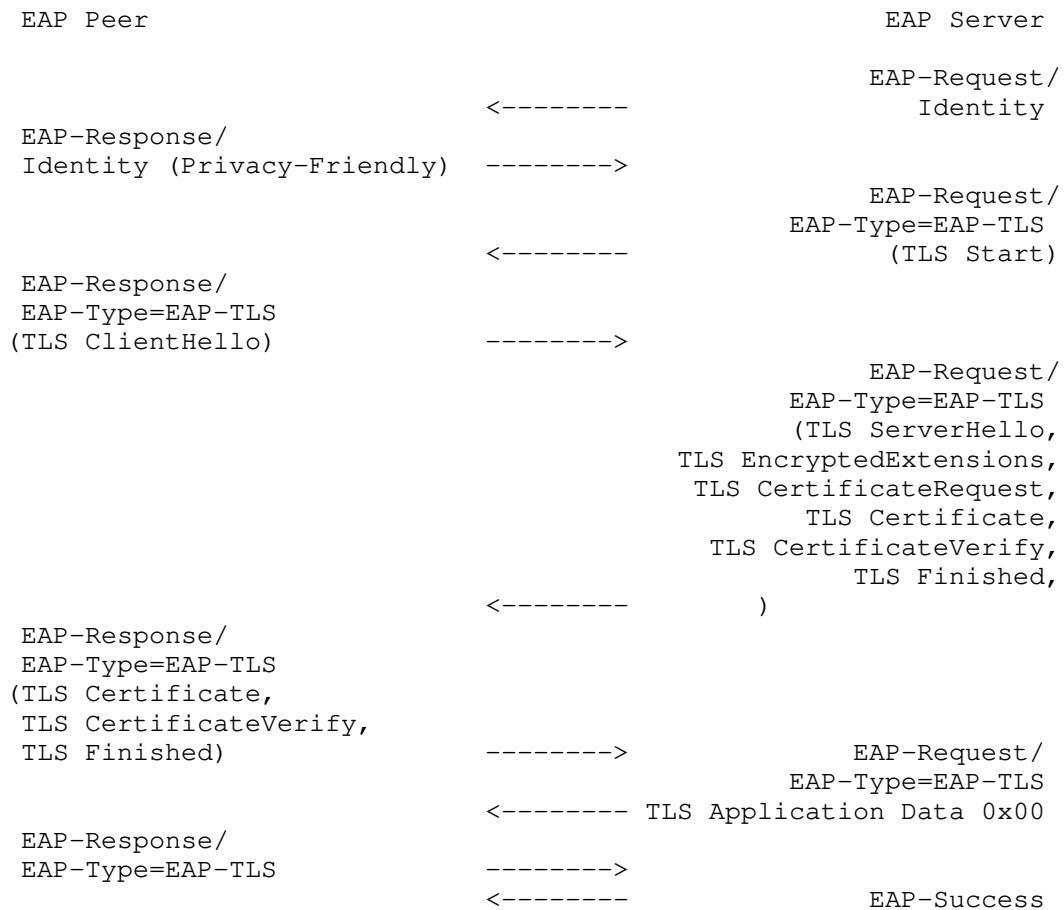 EAP Peer                                              EAP Server

                                                     EAP-Request/
                             <--------                  Identity
EAP-Response/
Identity (Privacy-Friendly)  -------->
                                                     EAP-Request/
                                                EAP-Type=EAP-TLS
                             <--------                (TLS Start)
EAP-Response/
EAP-Type=EAP-TLS
(TLS ClientHello)             -------->
                                                     EAP-Request/
                                                EAP-Type=EAP-TLS
                                                (TLS ServerHello,
                                         TLS EncryptedExtensions,
                                          TLS CertificateRequest,
                                                 TLS Certificate,
                                           TLS CertificateVerify,
                                                    TLS Finished,
                             <--------        )
EAP-Response/
EAP-Type=EAP-TLS
(TLS Certificate,
TLS CertificateVerify,
TLS Finished)                -------->               EAP-Request/
                                                EAP-Type=EAP-TLS
                             <-------- TLS Application Data 0x00
EAP-Response/
EAP-Type=EAP-TLS             -------->
                             <--------               EAP-Success